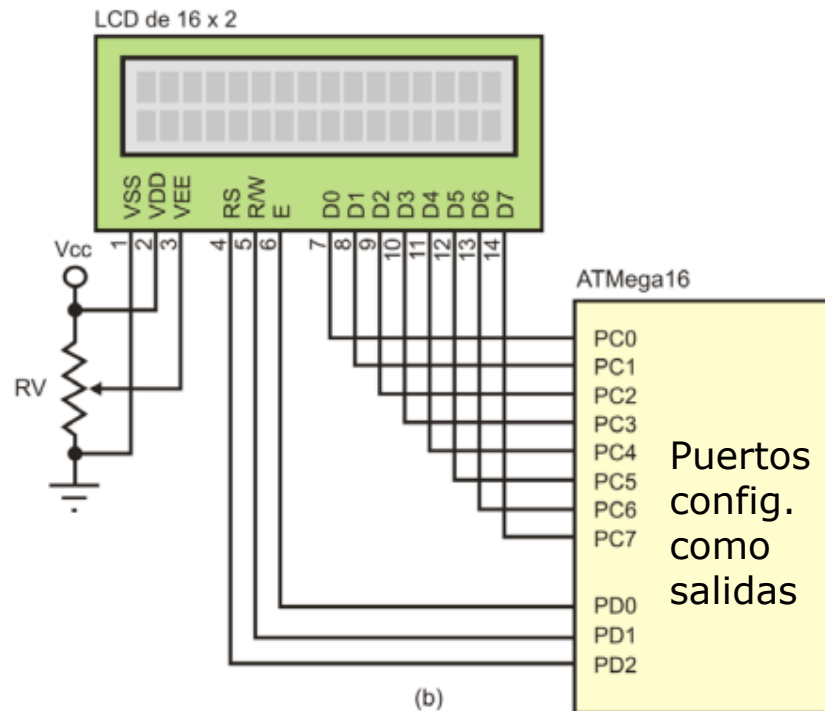 LCD de 16 x 2
VSS
VDD
VEE
RS
R/W
E
D0
D1
D2
D3
D4
D5
D6
D7
1
2
3
4
5
6
7
8
9
10
11
12
13
14
Vcc
RV
ATMega16
PC0
PC1
PC2
PC3
PC4
PC5
PC6
PC7
PD0
PD1
PD2
Puertos
config.
como
salidas
(b)